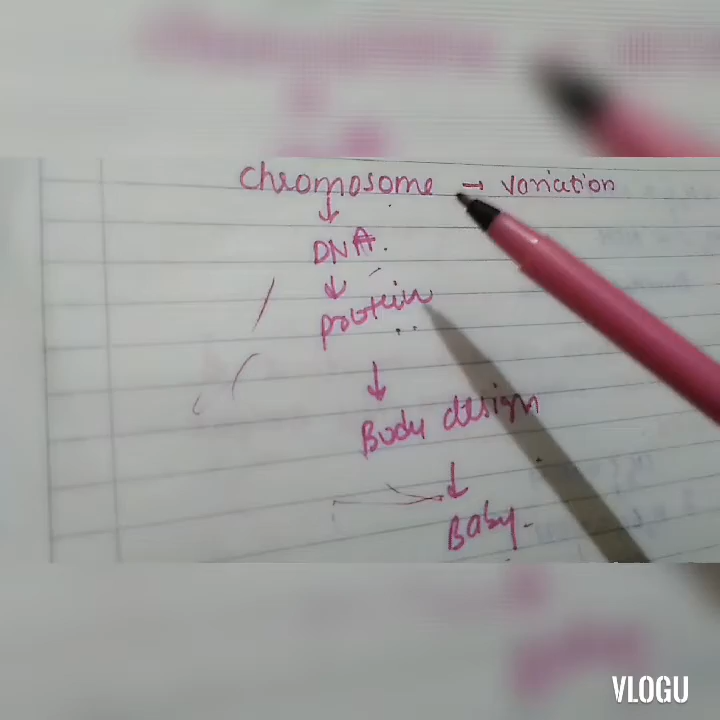 Chromosome → variation
↓
DNA.
↓
Protein
↓
Body design
↓
Baby.
VLOGU